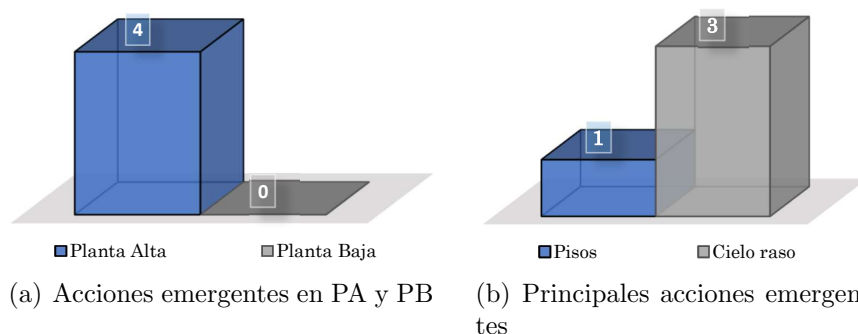 4
0
Planta Alta
Planta Baja
(a) Acciones emergentes en PA y PB
3
1
Pisos
Cielo raso
(b) Principales acciones emergen-
tes